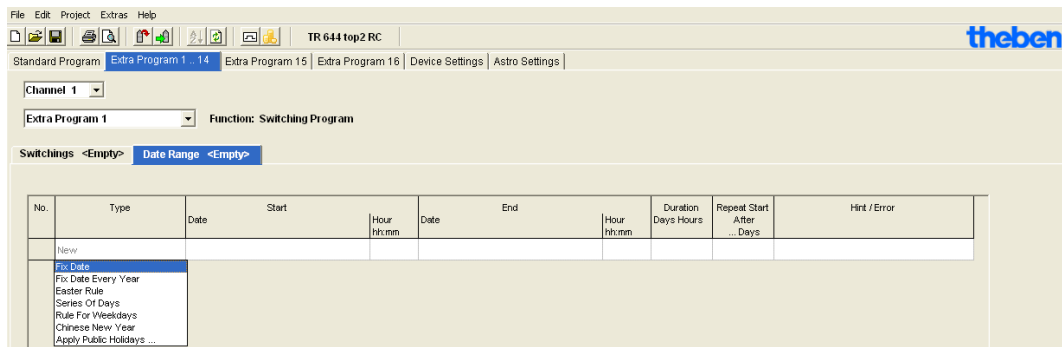 File Edit Project Extras Help
TR 644 top2 RC
theben
Standard Program Extra Program 1 .. 14 Extra Program 15 Extra Program 16 Device Settings Astro Settings
Channel 1
Extra Program 1 Function: Switching Program
Switchings <Empty> Date Range <Empty>
No. Type Start End Duration Repeat Start Hint / Error
Date Hour Date Hour Days Hours After
hh:mm hh:mm ... Days
New
Fix Date
Fix Date Every Year
Easter Rule
Series Of Days
Rule For Weekdays
Chinese New Year
Apply Public Holidays ...